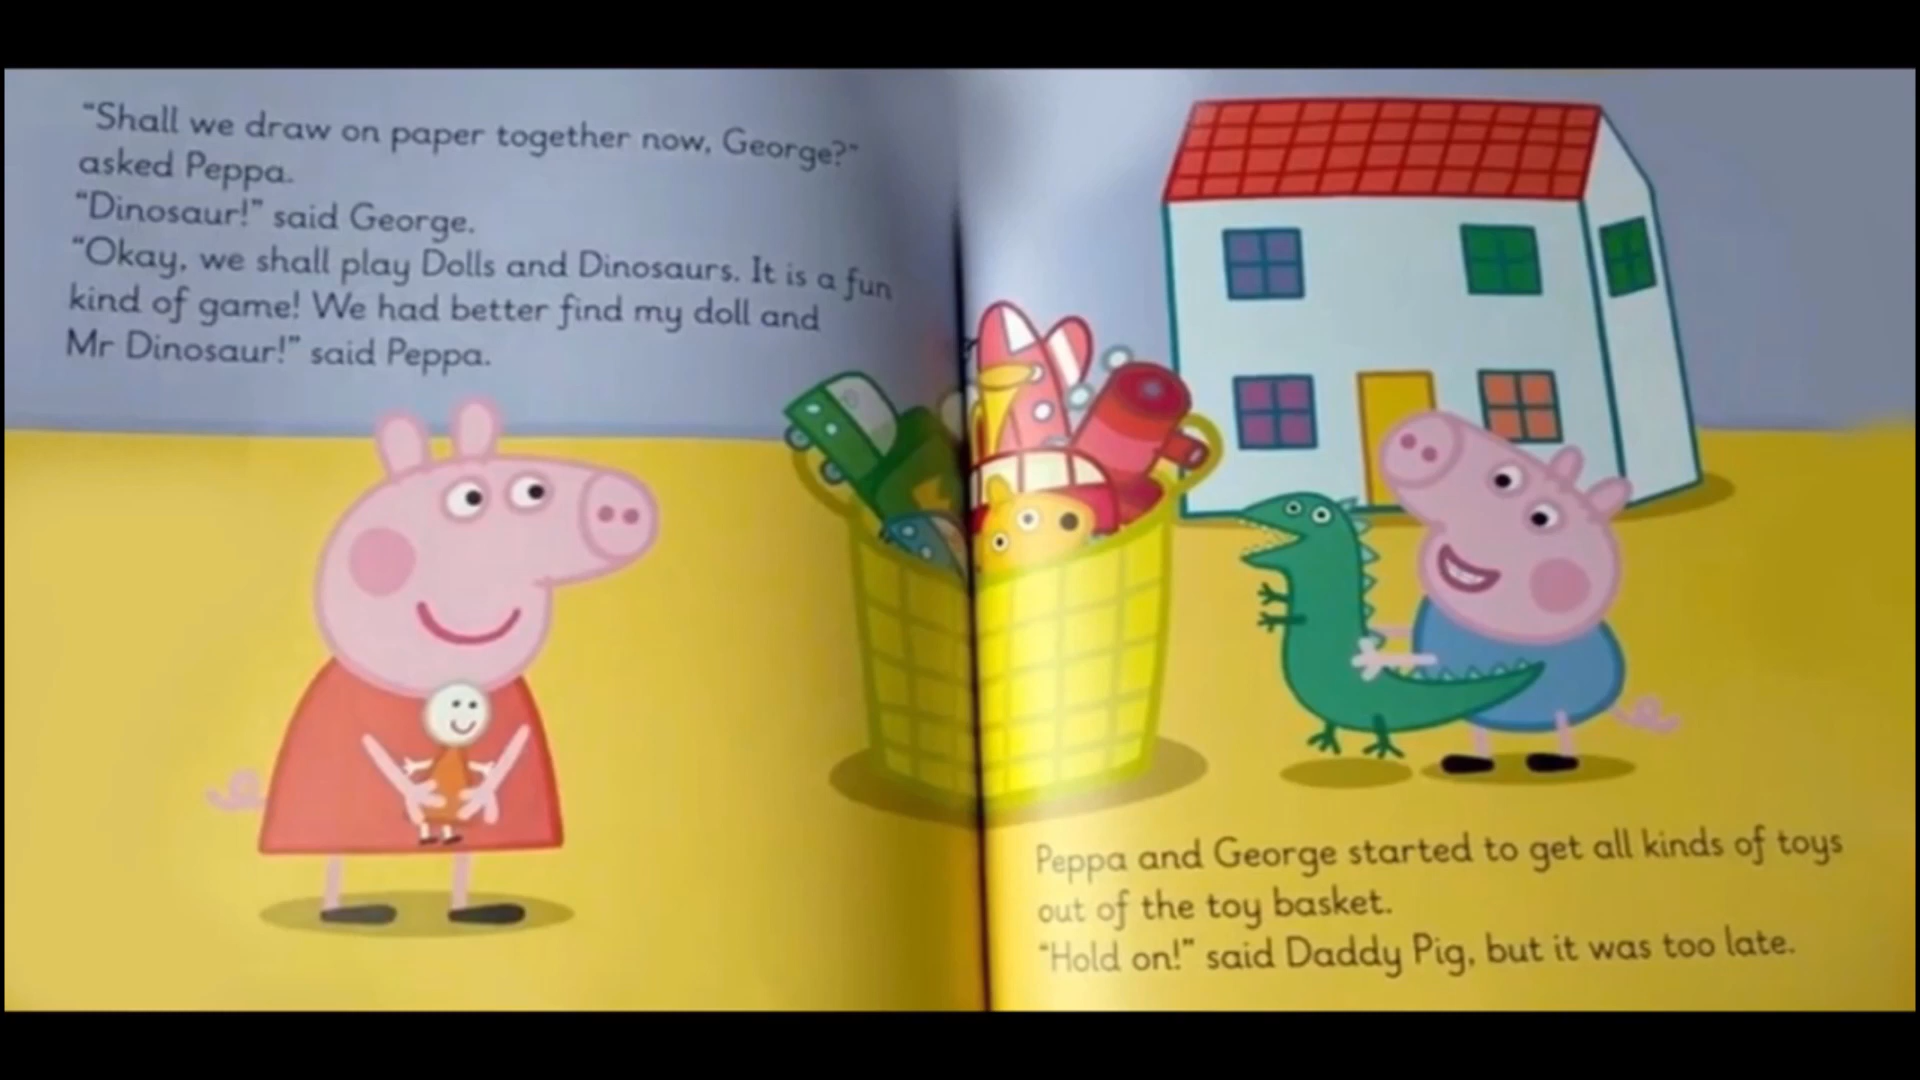 “Shall we draw on paper together now, George?”
asked Peppa.
“Dinosaur!” said George.
“Okay, we shall play Dolls and Dinosaurs. It is a fun
kind of game! We had better find my doll and
Mr Dinosaur!” said Peppa.
Peppa and George started to get all kinds of toys
out of the toy basket.
“Hold on!” said Daddy Pig, but it was too late.